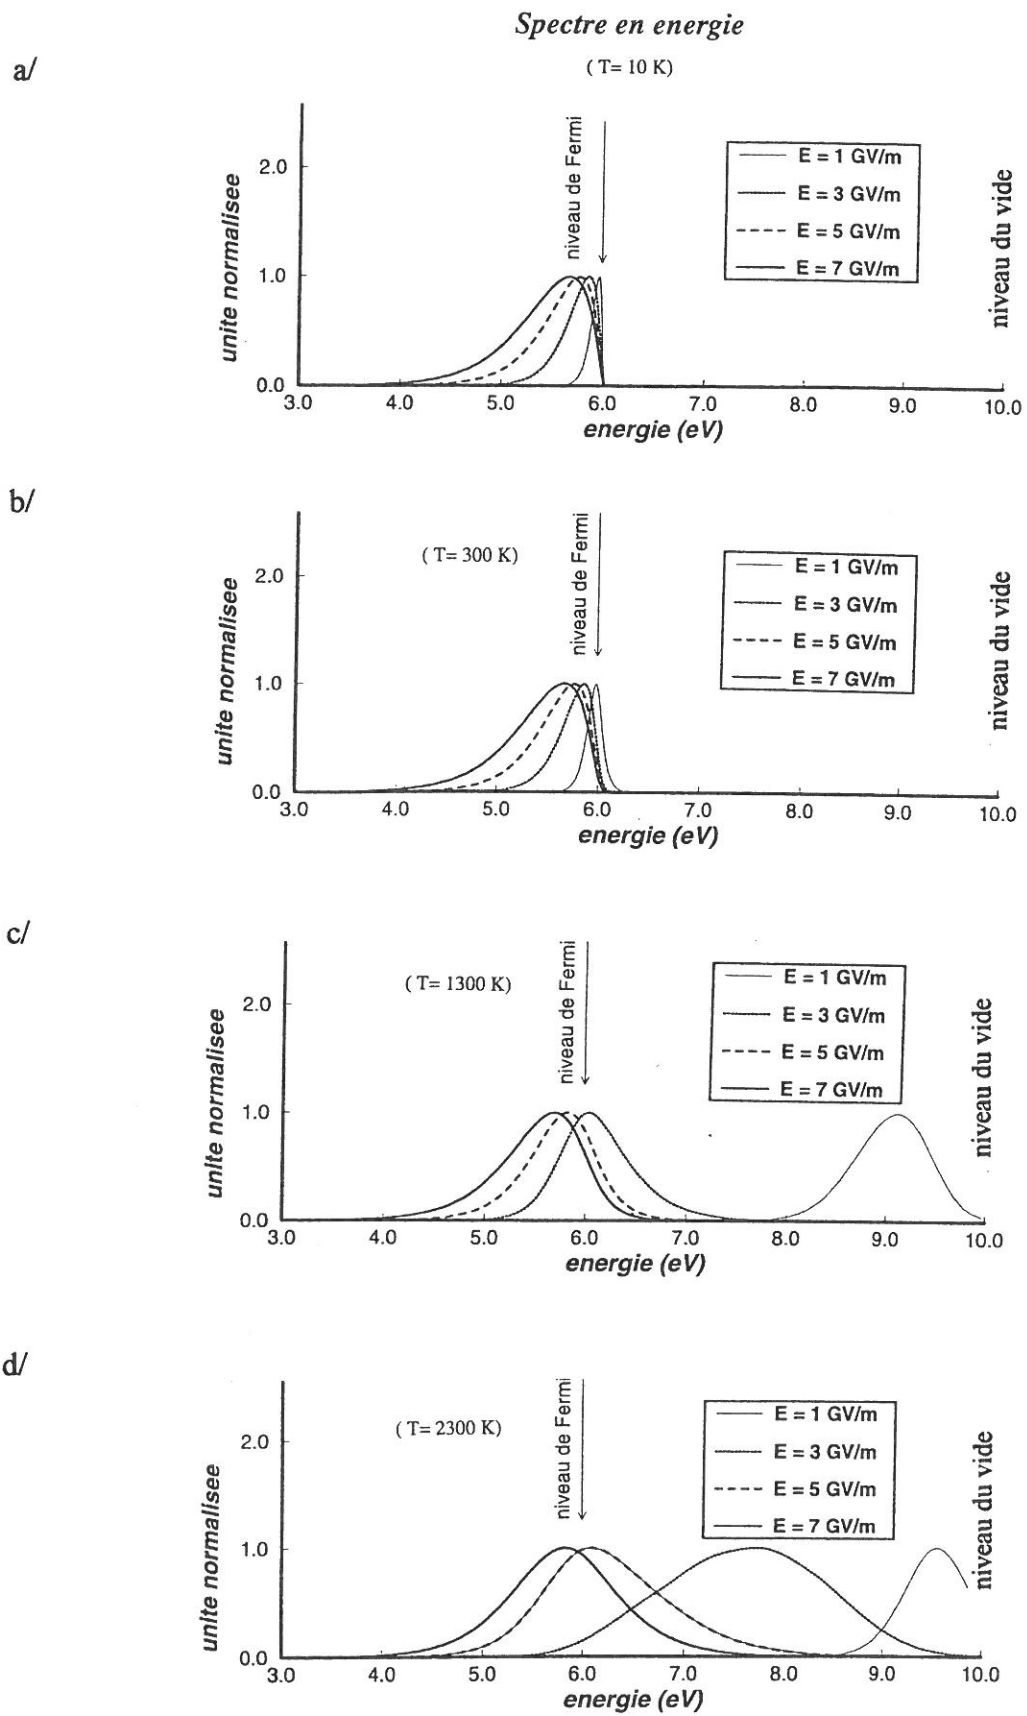 Spectre en energie
a/
( T= 10 K)
niveau de Fermi
E = 1 GV/m
E = 3 GV/m
E = 5 GV/m
E = 7 GV/m
niveau du vide
unite normalisee
2.0
1.0
0.0
3.0 4.0 5.0 6.0 7.0 8.0 9.0 10.0
energie (eV)
b/
( T= 300 K)
niveau de Fermi
E = 1 GV/m
E = 3 GV/m
E = 5 GV/m
E = 7 GV/m
niveau du vide
unite normalisee
2.0
1.0
0.0
3.0 4.0 5.0 6.0 7.0 8.0 9.0 10.0
energie (eV)
c/
( T= 1300 K)
niveau de Fermi
E = 1 GV/m
E = 3 GV/m
E = 5 GV/m
E = 7 GV/m
niveau du vide
unite normalisee
2.0
1.0
0.0
3.0 4.0 5.0 6.0 7.0 8.0 9.0 10.0
energie (eV)
d/
( T= 2300 K)
niveau de Fermi
E = 1 GV/m
E = 3 GV/m
E = 5 GV/m
E = 7 GV/m
niveau du vide
unite normalisee
2.0
1.0
0.0
3.0 4.0 5.0 6.0 7.0 8.0 9.0 10.0
energie (eV)